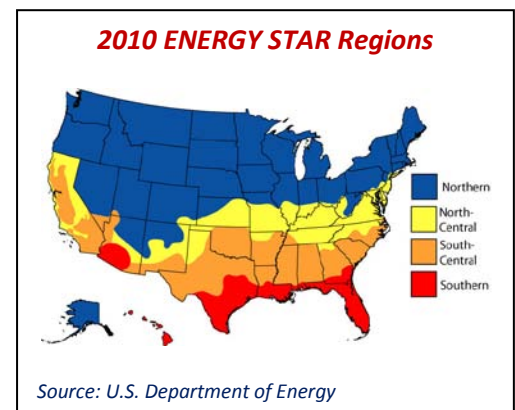 2010 ENERGY STAR Regions
Northern
North-
Central
South-
Central
Southern
Source: U.S. Department of Energy